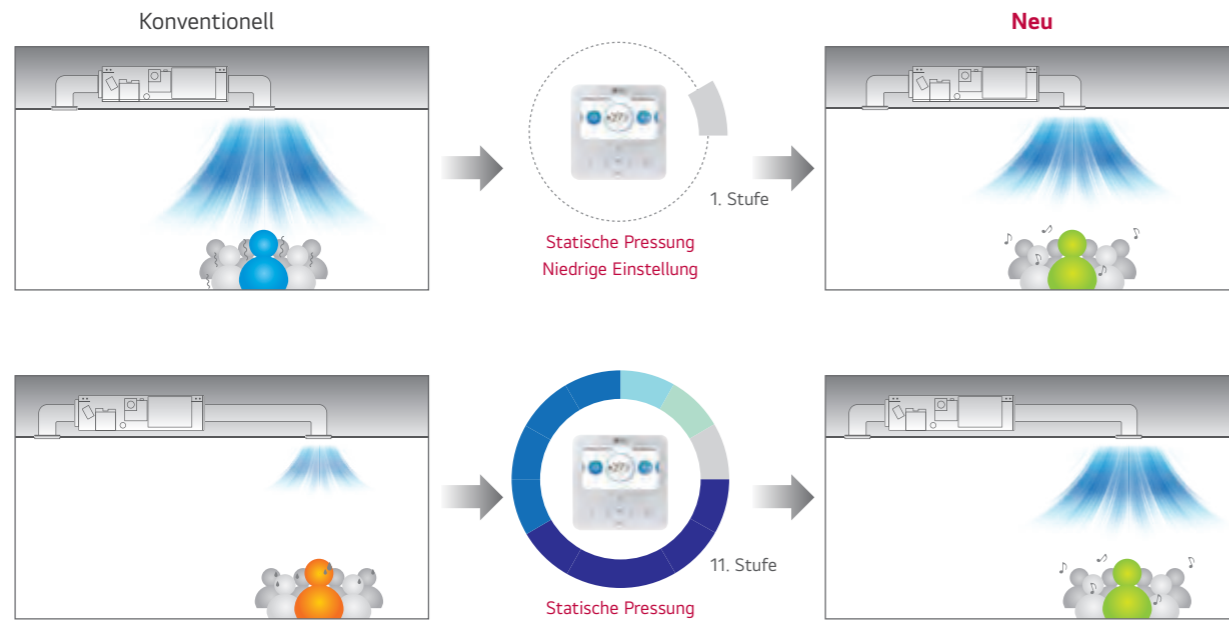 Konventionell
Neu
1. Stufe
Statische Pressung
Niedrige Einstellung
11. Stufe
Statische Pressung